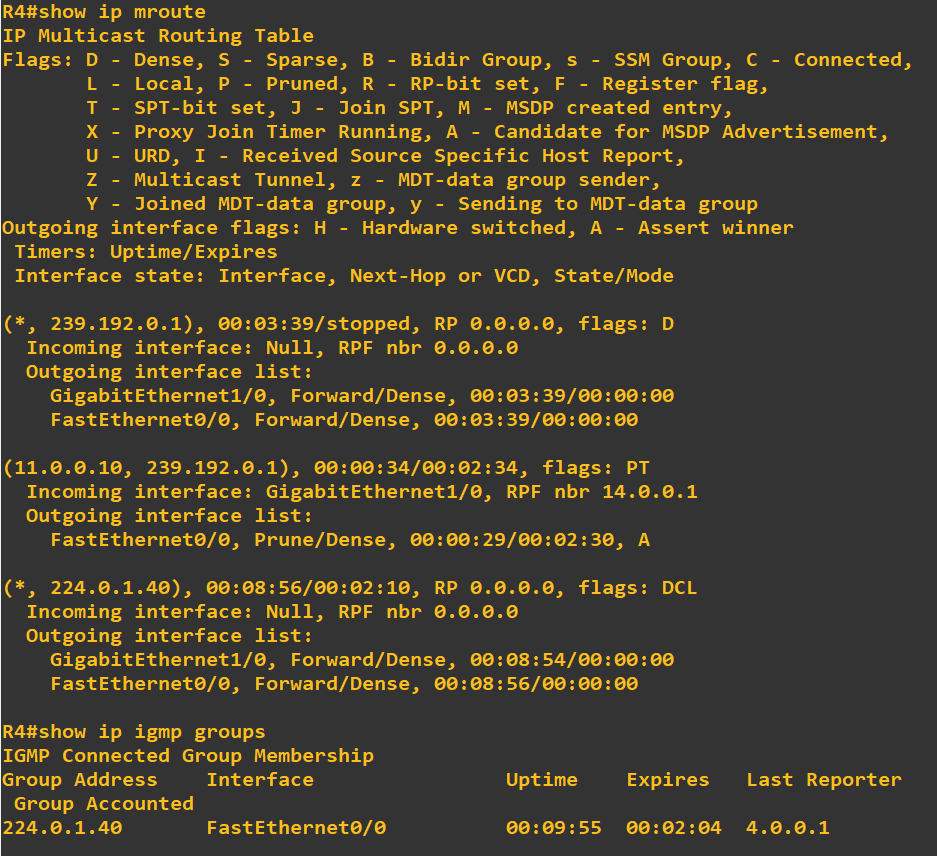 R4#show ip mroute
IP Multicast Routing Table
Flags: D - Dense, S - Sparse, B - Bidir Group, s - SSM Group, C - Connected,
       L - Local, P - Pruned, R - RP-bit set, F - Register flag,
       T - SPT-bit set, J - Join SPT, M - MSDP created entry,
       X - Proxy Join Timer Running, A - Candidate for MSDP Advertisement,
       U - URD, I - Received Source Specific Host Report,
       Z - Multicast Tunnel, z - MDT-data group sender,
       Y - Joined MDT-data group, y - Sending to MDT-data group
Outgoing interface flags: H - Hardware switched, A - Assert winner
 Timers: Uptime/Expires
 Interface state: Interface, Next-Hop or VCD, State/Mode

(*, 239.192.0.1), 00:03:39/stopped, RP 0.0.0.0, flags: D
  Incoming interface: Null, RPF nbr 0.0.0.0
  Outgoing interface list:
    GigabitEthernet1/0, Forward/Dense, 00:03:39/00:00:00
    FastEthernet0/0, Forward/Dense, 00:03:39/00:00:00

(11.0.0.10, 239.192.0.1), 00:00:34/00:02:34, flags: PT
  Incoming interface: GigabitEthernet1/0, RPF nbr 14.0.0.1
  Outgoing interface list:
    FastEthernet0/0, Prune/Dense, 00:00:29/00:02:30, A

(*, 224.0.1.40), 00:08:56/00:02:10, RP 0.0.0.0, flags: DCL
  Incoming interface: Null, RPF nbr 0.0.0.0
  Outgoing interface list:
    GigabitEthernet1/0, Forward/Dense, 00:08:54/00:00:00
    FastEthernet0/0, Forward/Dense, 00:08:56/00:00:00

R4#show ip igmp groups
IGMP Connected Group Membership
Group Address    Interface                Uptime    Expires   Last Reporter
 Group Accounted
224.0.1.40       FastEthernet0/0          00:09:55  00:02:04  4.0.0.1